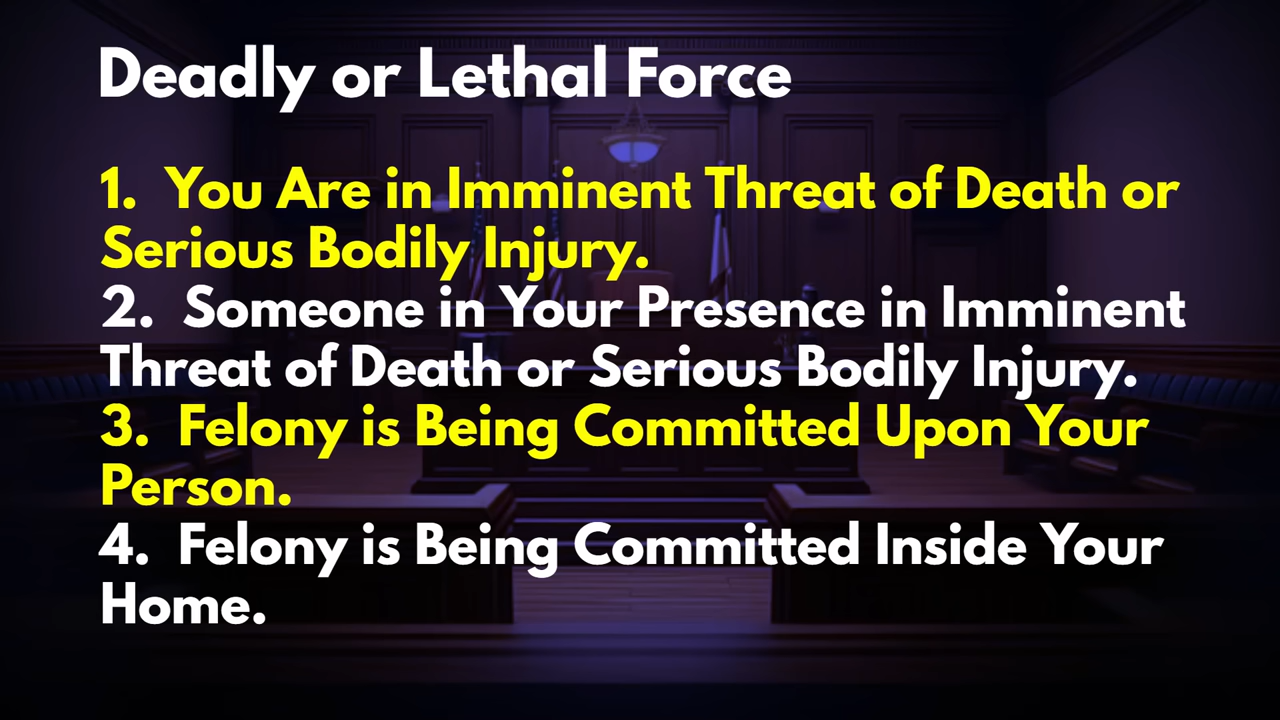 Deadly or Lethal Force
1. You Are in Imminent Threat of Death or
Serious Bodily Injury.
2. Someone in Your Presence in Imminent
Threat of Death or Serious Bodily Injury.
3. Felony is Being Committed Upon Your
Person.
4. Felony is Being Committed Inside Your
Home.